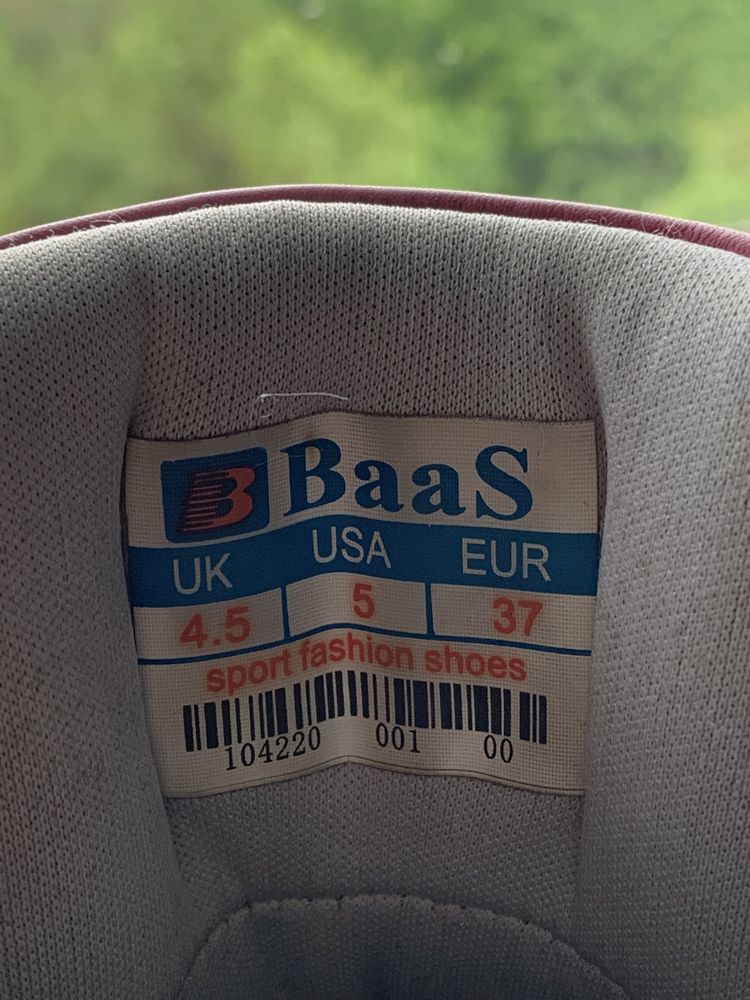 B BaaS
UK USA EUR
4.5 5 37
sport fashion shoes
104220 001 00